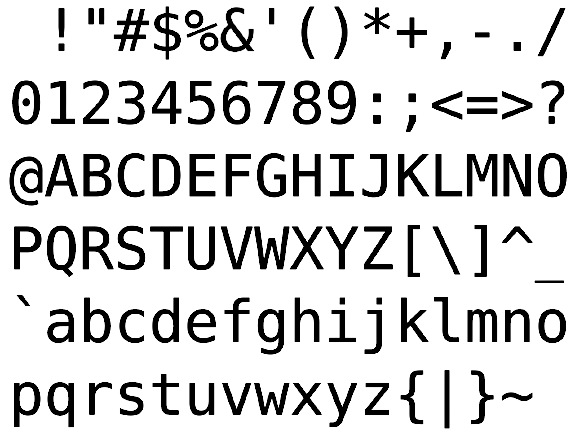 !"#$%&'()*+,-./
0123456789:;<=>?
@ABCDEFGHIJKLMNO
PQRSTUVWXYZ[\]^_
`abcdefghijklmno
pqrstuvwxyz{|}~